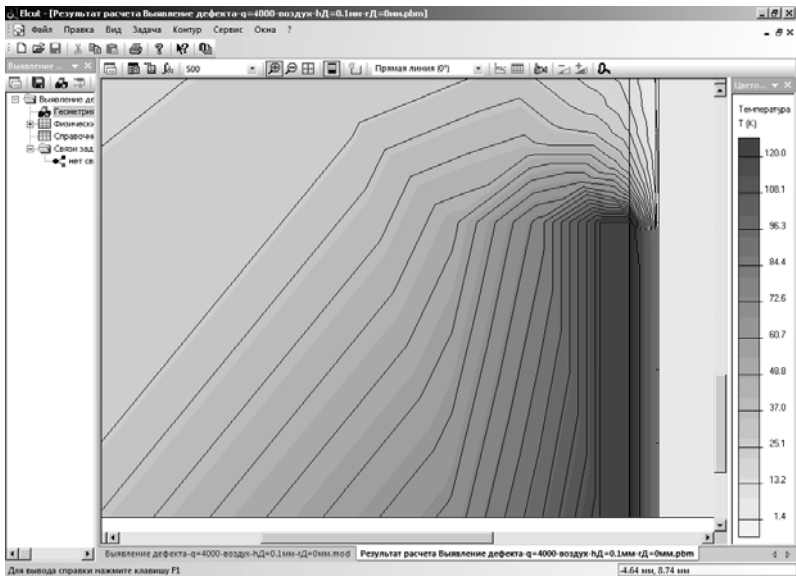 Elcut - [Результат расчета Выявление дефекта-q=4000-воздух-hД=0.1мм-rД=0мм.pbm]
Файл Правка Вид Задача Контур Сервис Окна ?
Выявление ...
500
Прямая линия (0°)
Цвето...
Выявление де
Геометрия
Физически
Справочни
Связи зад
нет св
Температура
T (K)
120.0
108.1
96.3
84.4
72.6
60.7
48.8
37.0
25.1
13.2
1.4
Выявление дефекта-q=4000-воздух-hД=0.1мм-rД=0мм.mod
Результат расчета Выявление дефекта-q=4000-воздух-hД=0.1мм-rД=0мм.pbm
Для вывода справки нажмите клавишу F1
-4.64 мм, 8.74 мм